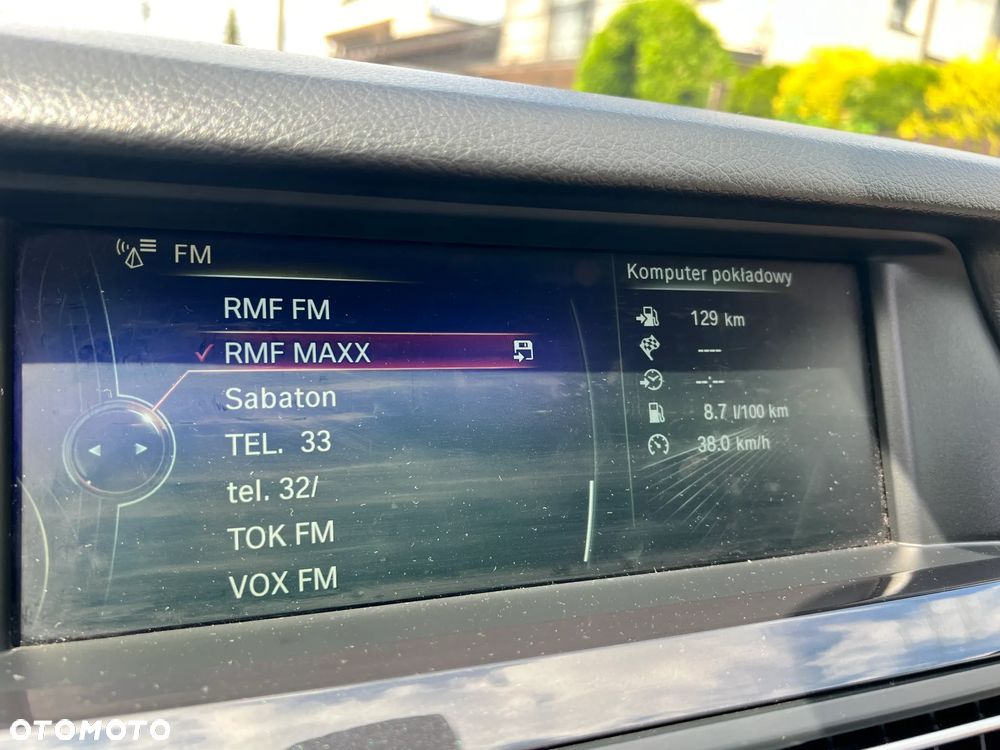 FM
RMF FM
RMF MAXX
Sabaton
TEL. 33
tel. 32/
TOK FM
VOX FM
Komputer pokładowy
129 km
----
--:--
8.7 l/100 km
38.0 km/h
OTOMOTO